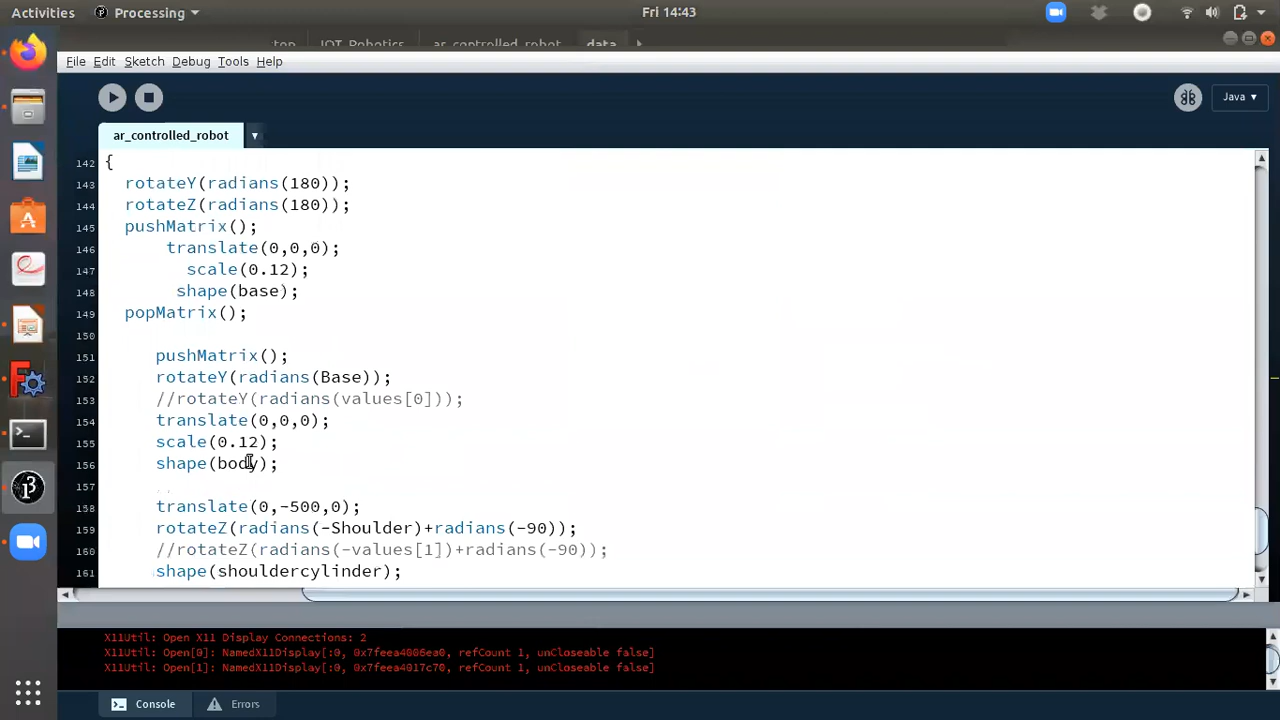 Activities
Processing
Fri 14:43
top
IOT_Robotics
ar_controlled_robot
data
File Edit Sketch Debug Tools Help
Java
ar_controlled_robot
142 {
143 rotateY(radians(180));
144 rotateZ(radians(180));
145 pushMatrix();
146 translate(0,0,0);
147 scale(0.12);
148 shape(base);
149 popMatrix();
150
151 pushMatrix();
152 rotateY(radians(Base));
153 //rotateY(radians(values[0]));
154 translate(0,0,0);
155 scale(0.12);
156 shape(body);
157 //
158 translate(0,-500,0);
159 rotateZ(radians(-Shoulder)+radians(-90));
160 //rotateZ(radians(-values[1])+radians(-90));
161 shape(shouldercylinder);
X11Util: Open X11 Display Connections: 2
X11Util: Open[0]: NamedX11Display[:0, 0x7feea4006ea0, refCount 1, unCloseable false]
X11Util: Open[1]: NamedX11Display[:0, 0x7feea4017c70, refCount 1, unCloseable false]
Console
Errors